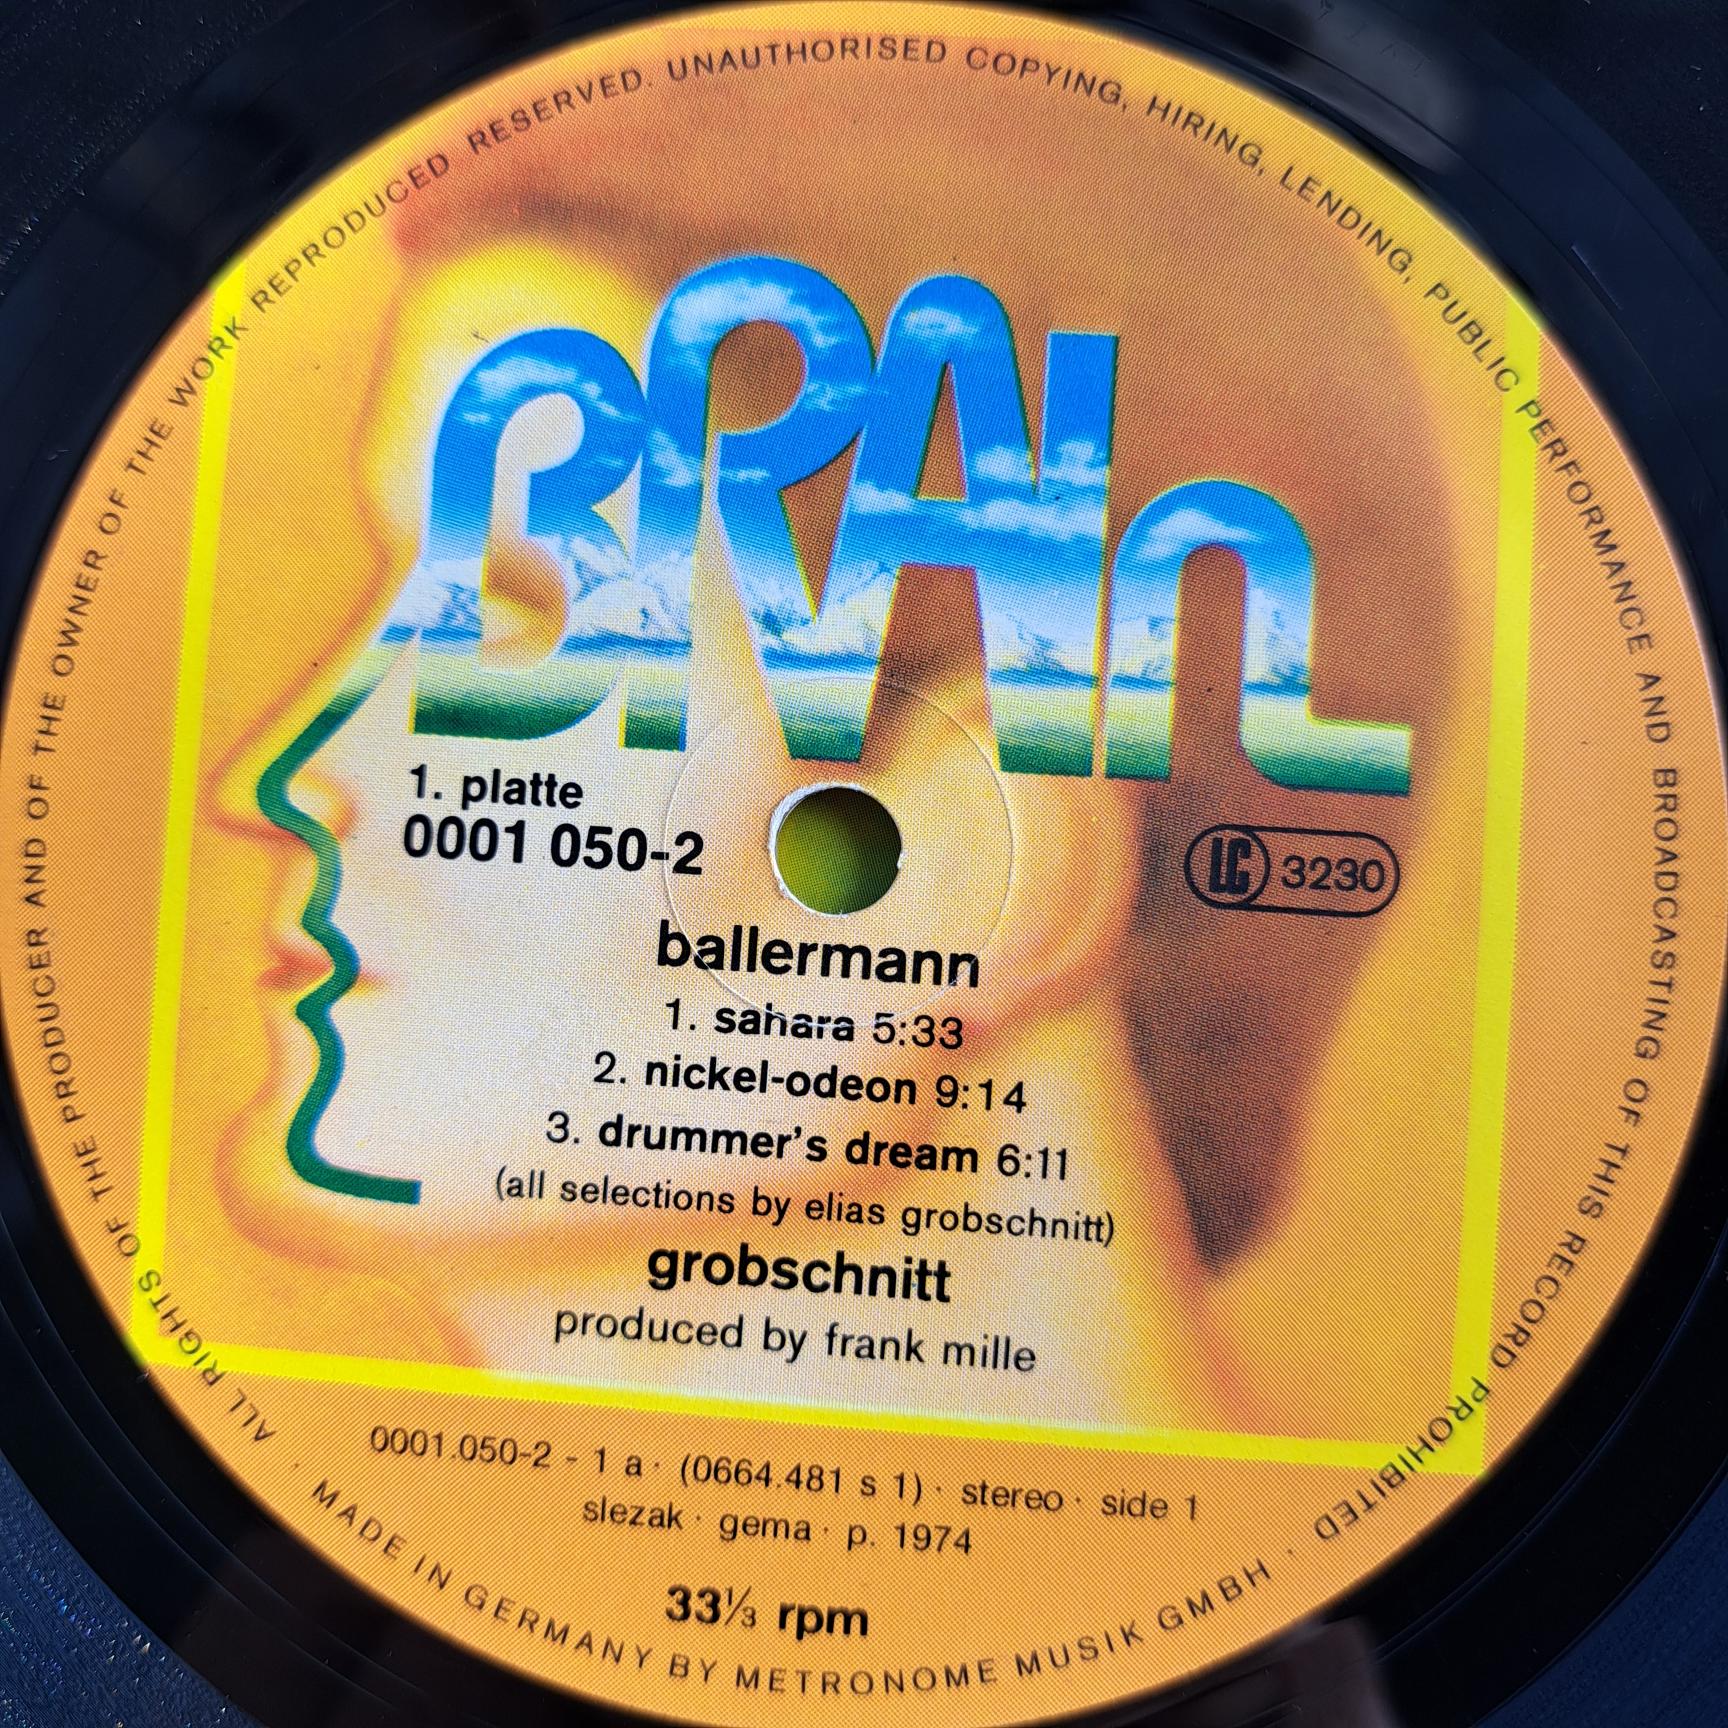 BRAIN
1. platte
0001 050-2
LC 3230
ballermann
1. sahara 5:33
2. nickel-odeon 9:14
3. drummer's dream 6:11
(all selections by elias grobschnitt)
grobschnitt
produced by frank mille
0001.050-2 - 1 a · (0664.481 s 1) · stereo · side 1
slezak · gema · p. 1974
33⅓ rpm
ALL RIGHTS OF THE PRODUCER AND OF THE OWNER OF THE WORK REPRODUCED RESERVED. UNAUTHORISED COPYING, HIRING, LENDING, PUBLIC PERFORMANCE AND BROADCASTING OF THIS RECORD PROHIBITED ·
MADE IN GERMANY BY METRONOME MUSIK GMBH ·